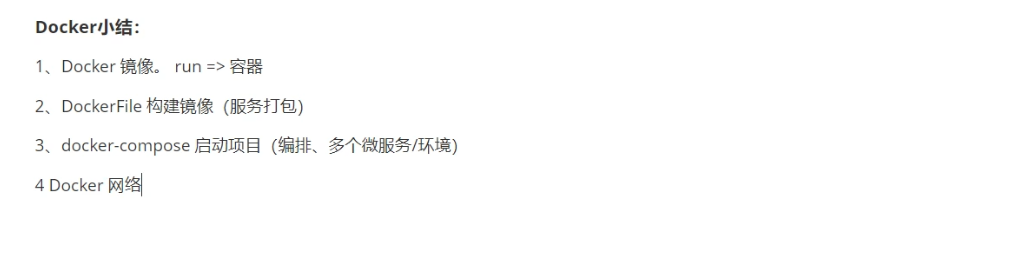 Docker小结：
1、Docker 镜像。 run => 容器
2、DockerFile 构建镜像（服务打包）
3、docker-compose 启动项目（编排、多个微服务/环境）
4 Docker 网络